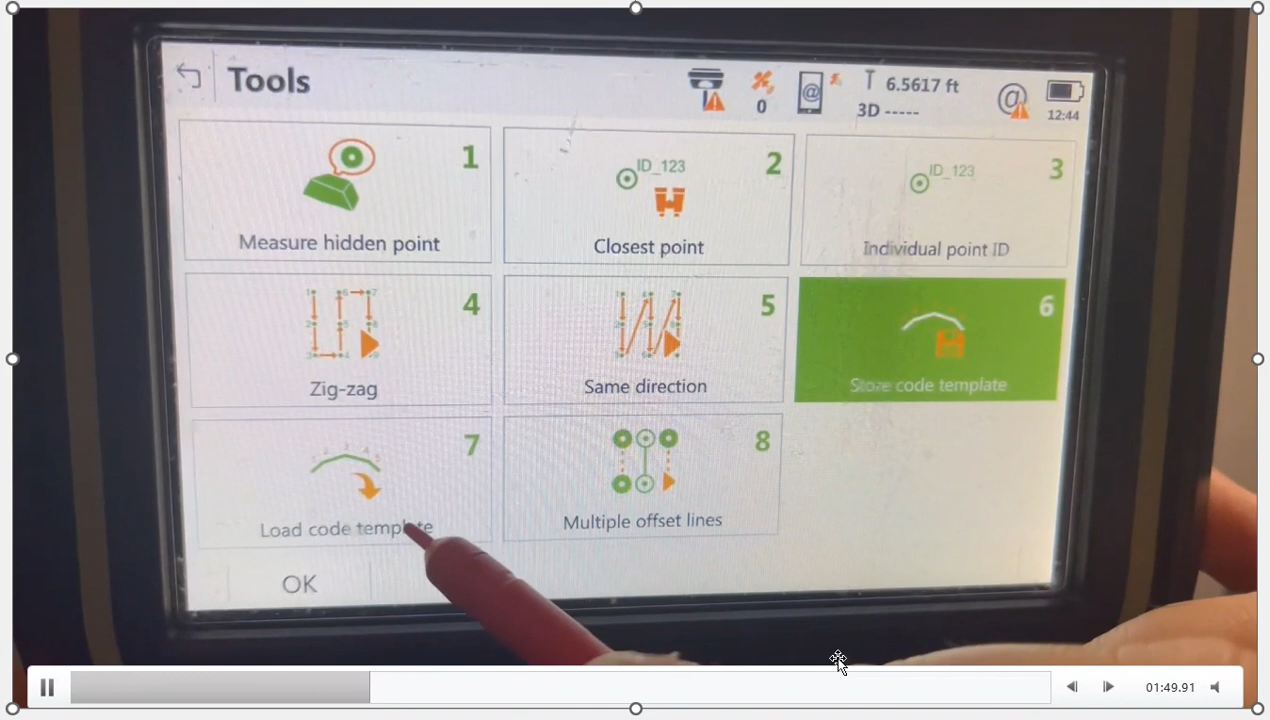 Tools
0
@
6.5617 ft
3D -----
@
12:44
1
Measure hidden point
ID_123
2
Closest point
ID_123
3
Individual point ID
4
Zig-zag
5
Same direction
6
Store code template
7
Load code template
8
Multiple offset lines
OK
01:49.91